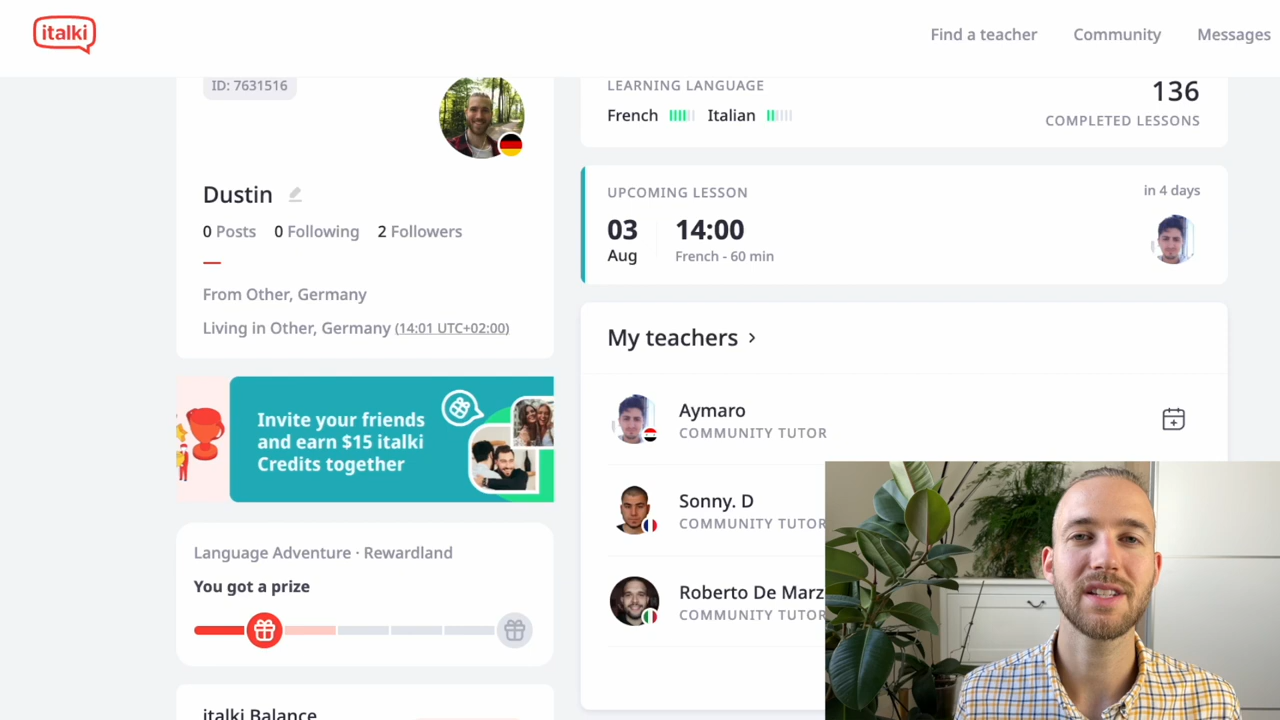 italki
Find a teacher
Community
Messages
ID: 7631516
Dustin
0 Posts 0 Following 2 Followers
From Other, Germany
Living in Other, Germany (14:01 UTC+02:00)
Invite your friends
and earn $15 italki
Credits together
Language Adventure · Rewardland
You got a prize
italki Balance
LEARNING LANGUAGE
French Italian
136
COMPLETED LESSONS
UPCOMING LESSON
in 4 days
03
Aug
14:00
French - 60 min
My teachers >
Aymaro
COMMUNITY TUTOR
Sonny. D
COMMUNITY TUTOR
Roberto De Marz
COMMUNITY TUTOR